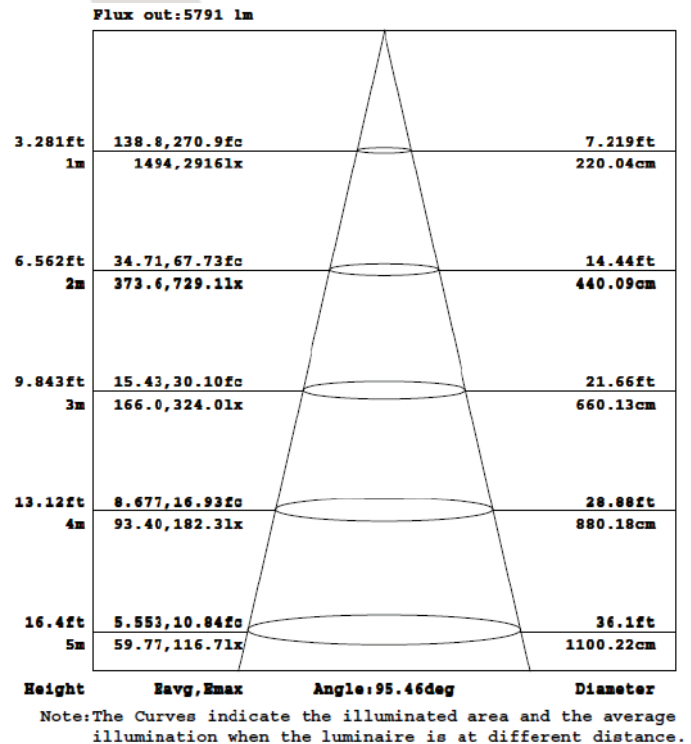 Flux out:5791 lm
3.281ft 138.8,270.9fc 7.219ft
1m 1494,2916lx 220.04cm
6.562ft 34.71,67.73fc 14.44ft
2m 373.6,729.1lx 440.09cm
9.843ft 15.43,30.10fc 21.66ft
3m 166.0,324.0lx 660.13cm
13.12ft 8.677,16.93fc 28.88ft
4m 93.40,182.3lx 880.18cm
16.4ft 5.553,10.84fc 36.1ft
5m 59.77,116.7lx 1100.22cm
Height Eavg,Emax Angle:95.46deg Diameter
Note:The Curves indicate the illuminated area and the average
illumination when the luminaire is at different distance.